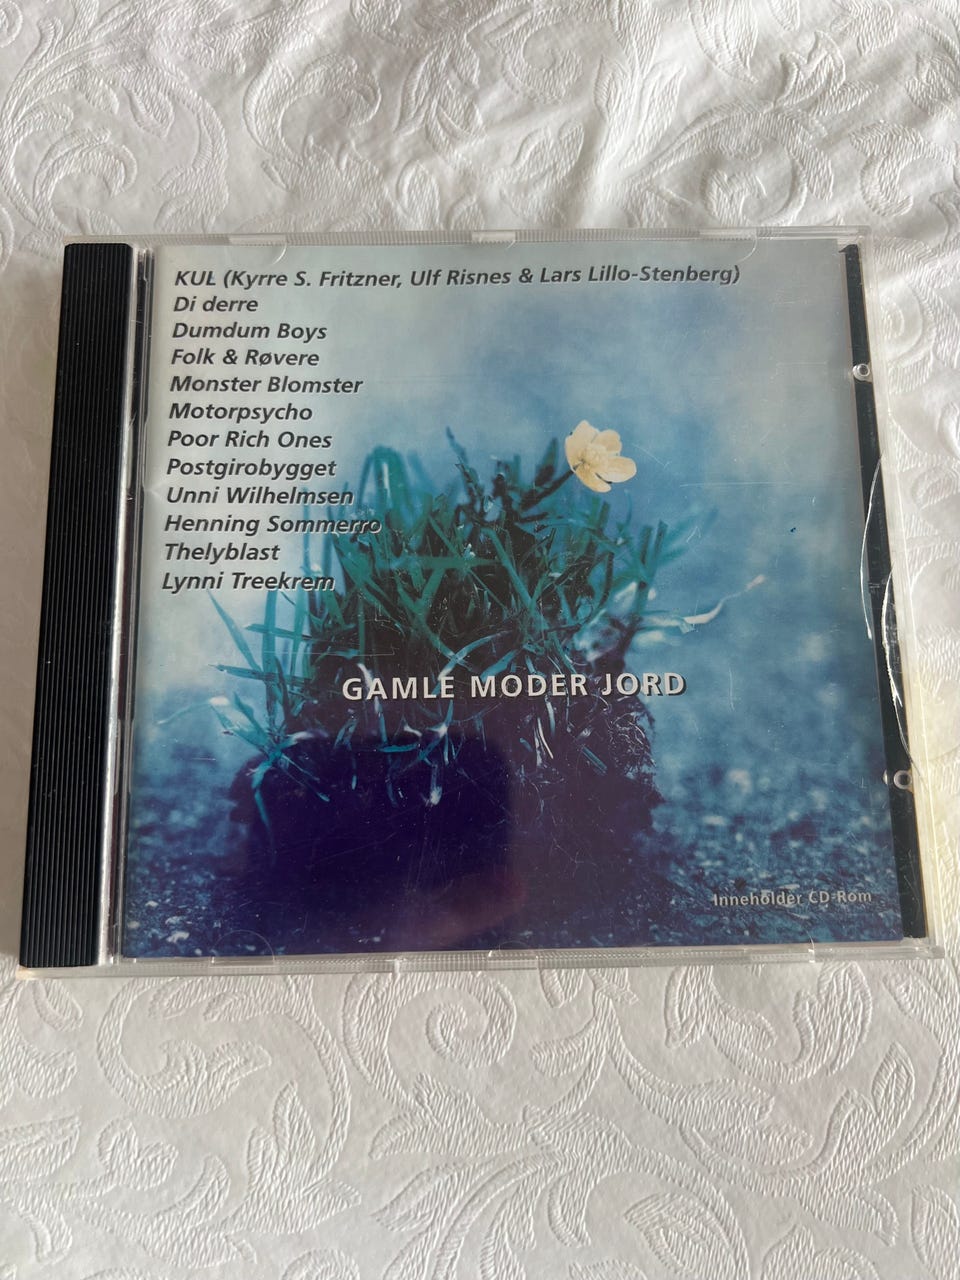 KUL (Kyrre S. Fritzner, Ulf Risnes & Lars Lillo-Stenberg)
Di derre
Dumdum Boys
Folk & Røvere
Monster Blomster
Motorpsycho
Poor Rich Ones
Postgirobygget
Unni Wilhelmsen
Henning Sommerro
Thelyblast
Lynni Treekrem
GAMLE MODER JORD
Inneholder CD-Rom